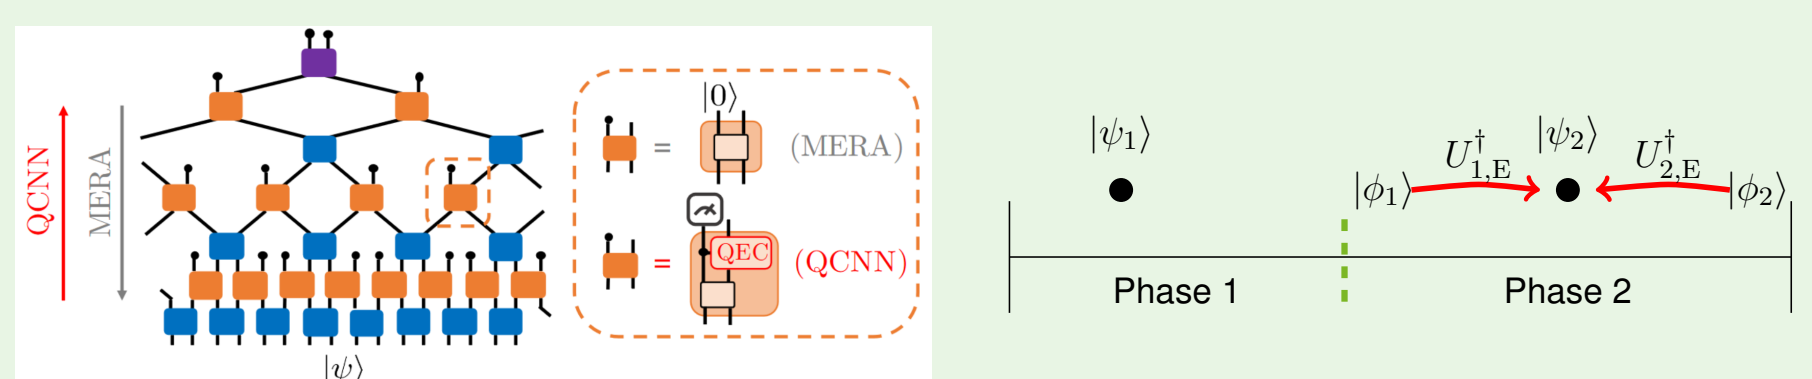 QCNN
MERA
|ψ⟩
|0⟩
= (MERA)
QEC
= (QCNN)
|ψ₁⟩
|ϕ₁⟩
U†₁,E
|ψ₂⟩
U†₂,E
|ϕ₂⟩
Phase 1
Phase 2